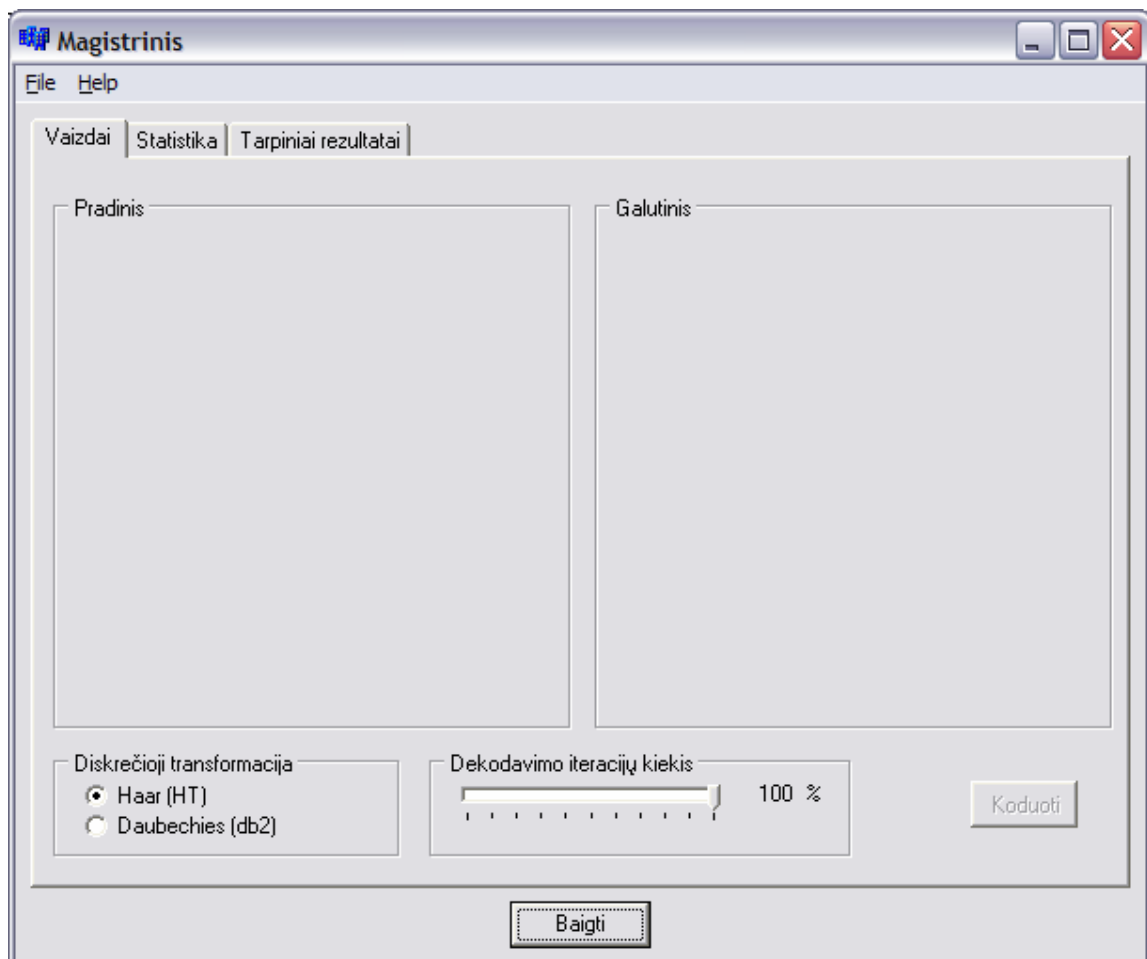 Magistrinis
File Help
Vaizdai Statistika Tarpiniai rezultatai
Pradinis Galutinis
Diskrečioji transformacija Dekodavimo iteracijų kiekis
Haar (HT) 100 % Koduoti
Daubechies (db2)
Baigti